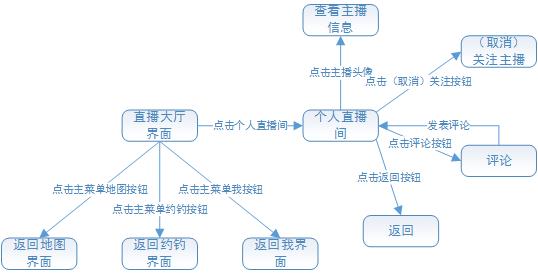 查看主播
信息
（取消）
关注主播
点击主播头像
点击（取消）关注按钮
直播大厅
界面
点击个人直播间
个人直播
间
发表评论
点击评论按钮
评论
点击主菜单地图按钮
点击主菜单我按钮
点击返回按钮
点击主菜单约钓按钮
返回
返回地图
界面
返回约钓
界面
返回我界
面